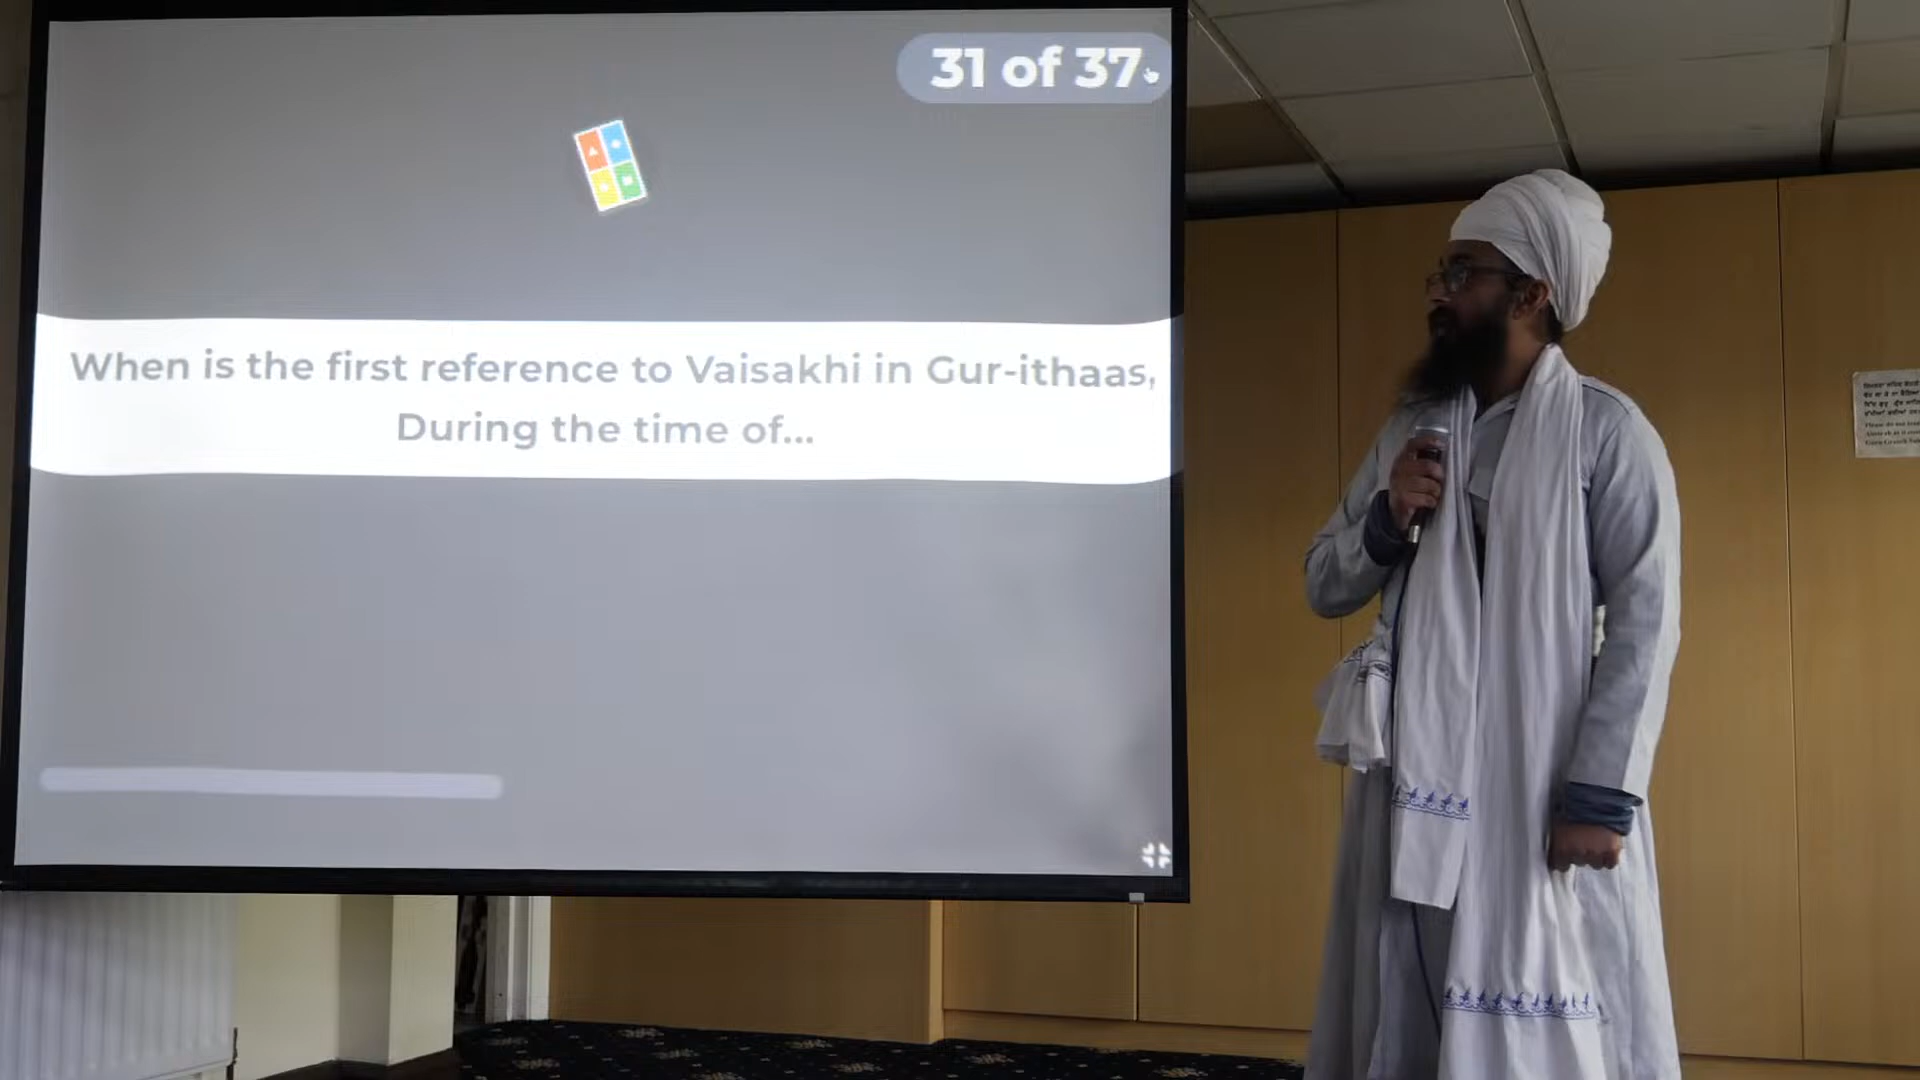 31 of 37
When is the first reference to Vaisakhi in Gur-ithaas,
During the time of...